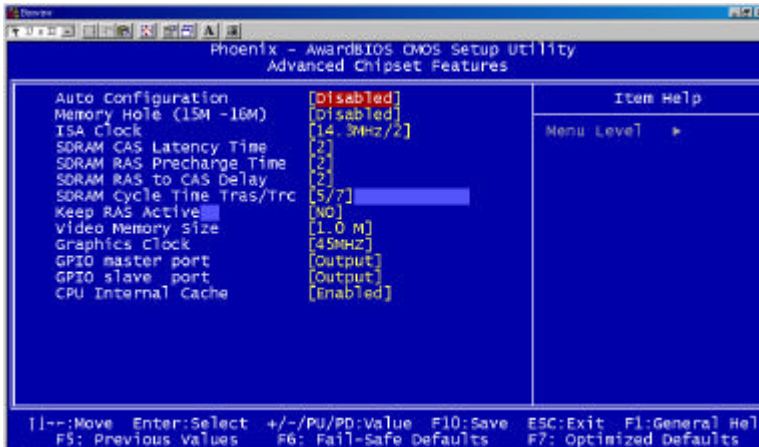 Phoenix - AwardBIOS CMOS Setup Utility
Advanced Chipset Features
Auto Configuration [Disabled]
Memory Hole (15M -16M) [Disabled]
ISA Clock [14.3MHz/2]
SDRAM CAS Latency Time [2]
SDRAM RAS Precharge Time [2]
SDRAM RAS to CAS Delay [2]
SDRAM Cycle Time Tras/Trc [5/7]
Keep RAS Active [NO]
Video Memory Size [1.0 M]
Graphics Clock [45MHZ]
GPIO master port [Output]
GPIO slave port [Output]
CPU Internal Cache [Enabled]
Item Help
Menu Level ▶
:Move Enter:Select +/-/PU/PD:Value F10:Save ESC:Exit F1:General Hel
F5: Previous Values F6: Fail-Safe Defaults F7: Optimized Defaults